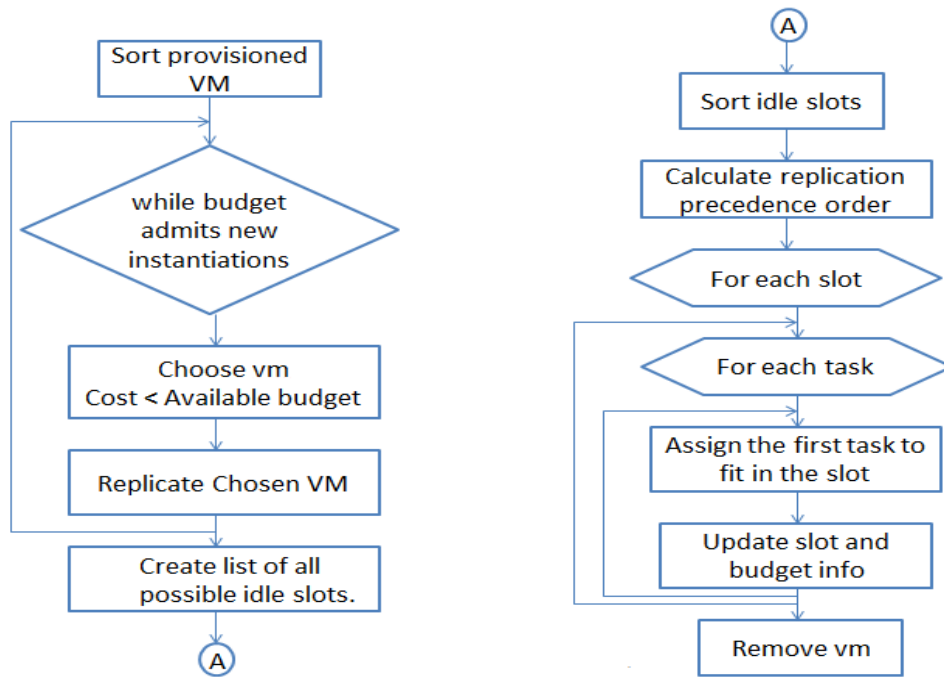 Sort provisioned
VM
while budget
admits new
instantiations
Choose vm
Cost < Available budget
Replicate Chosen VM
Create list of all
possible idle slots.
A
A
Sort idle slots
Calculate replication
precedence order
For each slot
For each task
Assign the first task to
fit in the slot
Update slot and
budget info
Remove vm